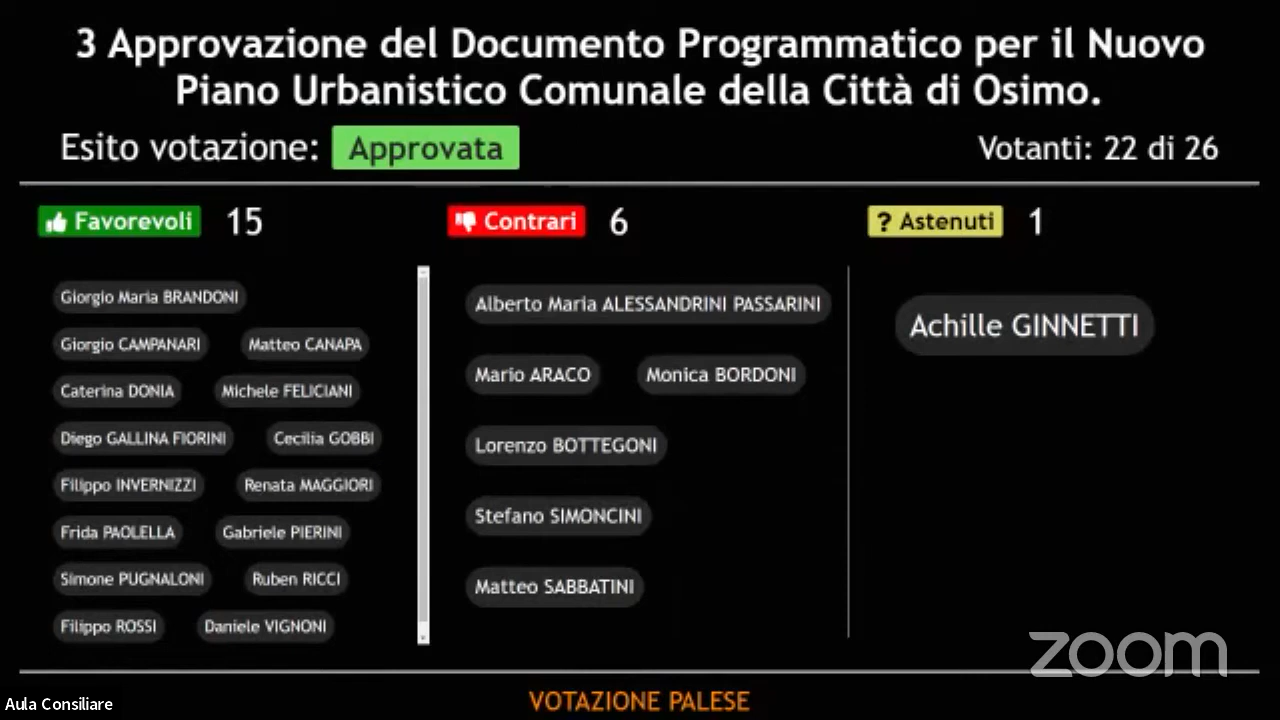 3 Approvazione del Documento Programmatico per il Nuovo
Piano Urbanistico Comunale della Città di Osimo.
Esito votazione: Approvata
Votanti: 22 di 26
Favorevoli 15
Giorgio Maria BRANDONI
Giorgio CAMPANARI Matteo CANAPA
Caterina DONIA Michele FELICIANI
Diego GALLINA FIORINI Cecilia GOBBI
Filippo INVERNIZZI Renata MAGGIORI
Frida PAOLELLA Gabriele PIERINI
Simone PUGNALONI Ruben RICCI
Filippo ROSSI Daniele VIGNONI
Contrari 6
Alberto Maria ALESSANDRINI PASSARINI
Mario ARACO Monica BORDONI
Lorenzo BOTTEGONI
Stefano SIMONCINI
Matteo SABBATINI
? Astenuti 1
Achille GINNETTI
zoom
Aula Consiliare
VOTAZIONE PALESE